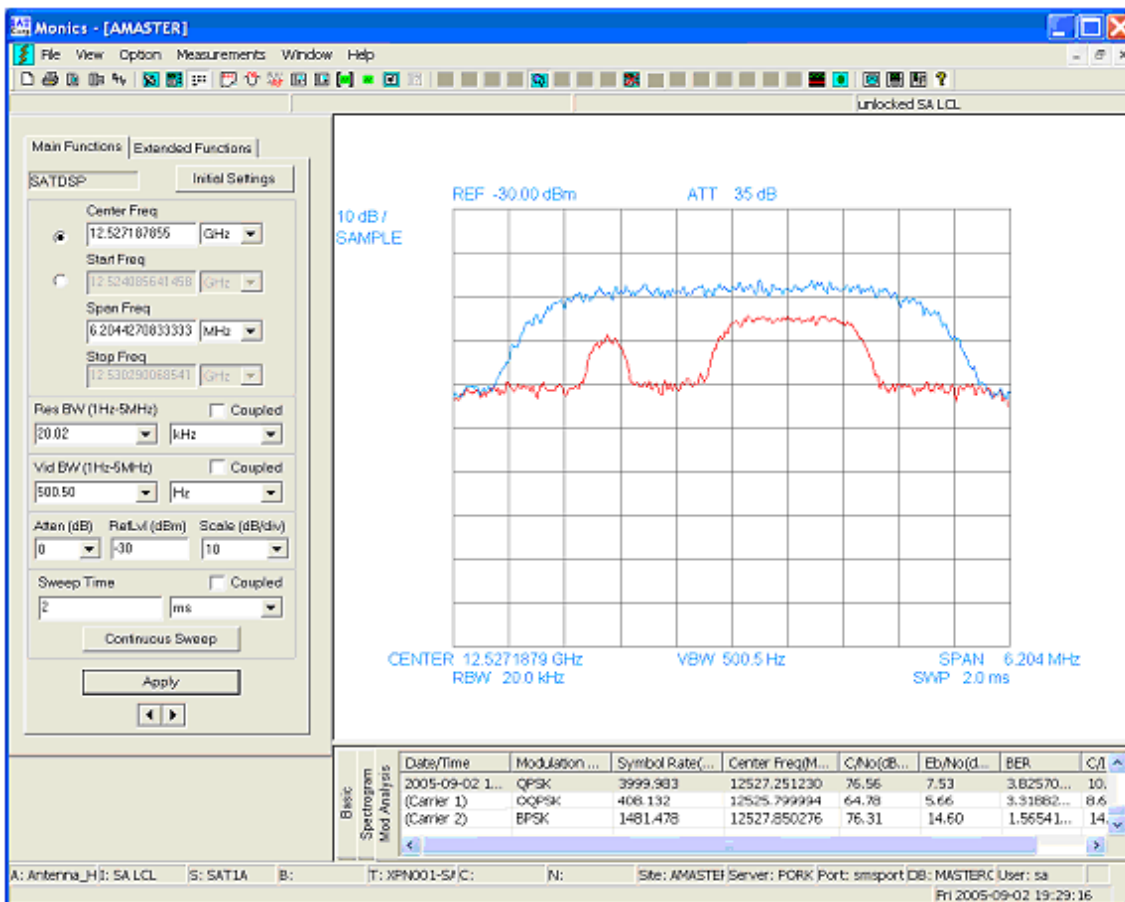 Monics - [AMASTER]
File View Option Measurements Window Help
unlocked SA LCL
Main Functions Extended Functions
SATDSP Initial Settings
Center Freq
12.527187855 GHz
Start Freq
12.524085641458 GHz
Span Freq
6.2044270833333 MHz
Stop Freq
12.530290068541 GHz
Res BW (1Hz-5MHz) Coupled
20.02 kHz
Vid BW (1Hz-5MHz) Coupled
500.50 Hz
Atten (dB) RefLvl (dBm) Scale (dB/div)
0 -30 10
Sweep Time Coupled
2 ms
Continuous Sweep
Apply
REF -30.00 dBm ATT 35 dB
10 dB /
SAMPLE
CENTER 12.5271879 GHz VBW 500.5 Hz SPAN 6.204 MHz
RBW 20.0 kHz SWP 2.0 ms
Basic
Spectrogram
Mod Analysis
Date/Time Modulation ... Symbol Rate(... Center Freq(M... C/No(dB... Eb/No(d... BER C/I
2005-09-02 1... QPSK 3999.983 12527.251230 76.56 7.53 3.82570... 10.
(Carrier 1) OQPSK 408.132 12525.799994 64.78 5.66 3.31882... 8.6
(Carrier 2) BPSK 1481.478 12527.850276 76.31 14.60 1.56541... 14.
A: Antenna_H I: SA LCL S: SAT1A B: T: XPN001-SA C: N: Site: AMASTE Server: PORK Port: smsport DB: MASTERC User: sa
Fri 2005-09-02 19:29:16